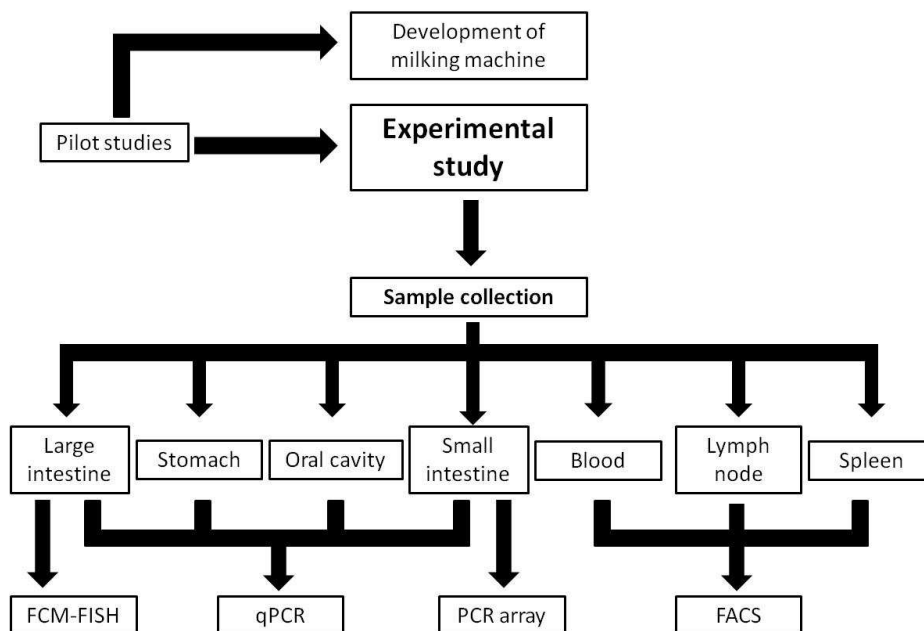 Development of
milking machine
Pilot studies
Experimental
study
Sample collection
Large
intestine
Stomach
Oral cavity
Small
intestine
Blood
Lymph
node
Spleen
FCM-FISH
qPCR
PCR array
FACS